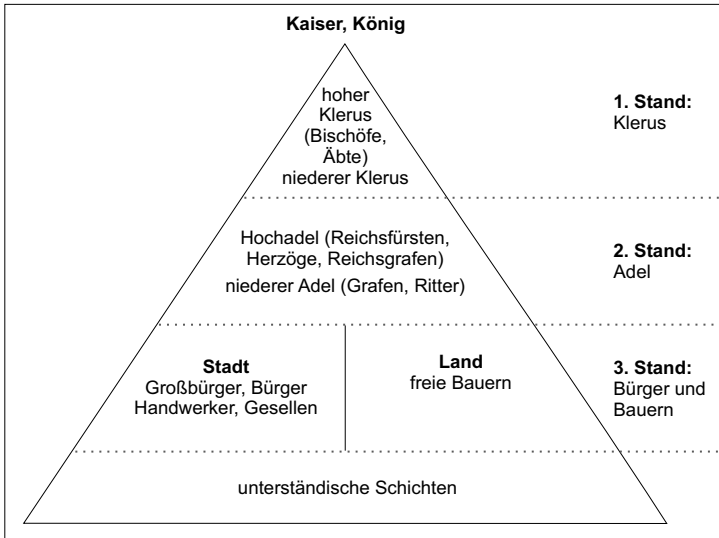 Kaiser, König
hoher
Klerus
(Bischöfe,
Äbte)
niederer Klerus
1. Stand:
Klerus
Hochadel (Reichsfürsten,
Herzöge, Reichsgrafen)
niederer Adel (Grafen, Ritter)
2. Stand:
Adel
Stadt
Großbürger, Bürger
Handwerker, Gesellen
Land
freie Bauern
3. Stand:
Bürger und
Bauern
unterständische Schichten